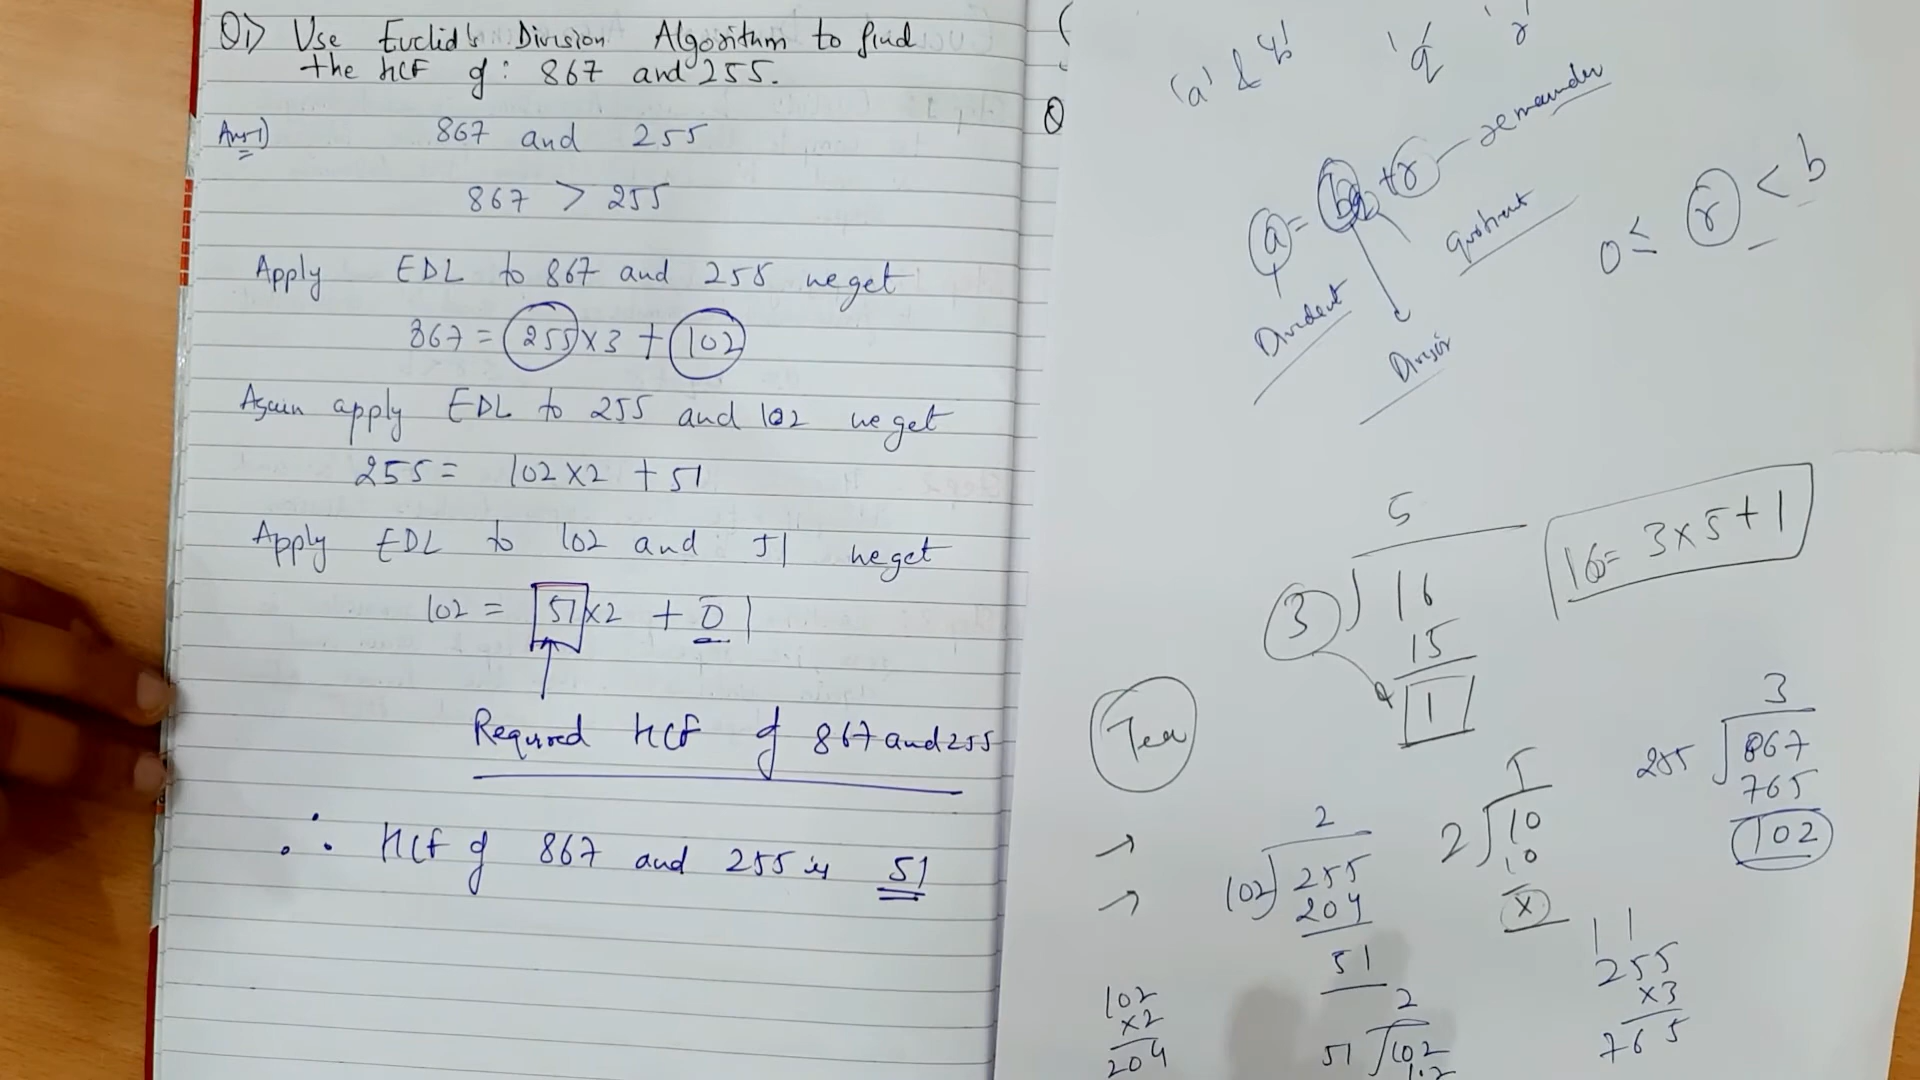 Q1> Use Euclid's Division Algorithm to find
the HCF of : 867 and 255.
Ans-1) 867 and 255
867 > 255
Apply EDL to 867 and 255 we get
867 = 255 x 3 + 102
Again apply EDL to 255 and 102 we get
255 = 102 x 2 + 51
Apply EDL to 102 and 51 we get
102 = 51 x 2 + 0
Required HCF of 867 and 255
∴ HCF of 867 and 255 is 51
Q
'a' & 'b' 'q' 'r'
a = bq + r remainder
Quotient
Dividend
Divisor
0 ≤ r < b
5
3 ) 16
15
1
16 = 3 x 5 + 1
3
255 ) 867
765
102
5
2 ) 10
10
x
2
102 ) 255
204
51
2
51 ) 102
102
102
x2
204
1 1
255
x3
765